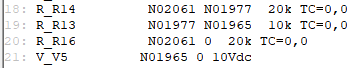 18: R_R14 N02061 N01977 20k TC=0,0
19: R_R13 N01977 N01965 10k TC=0,0
20: R_R16 N02061 0 20k TC=0,0
21: V_V5 N01965 0 10Vdc